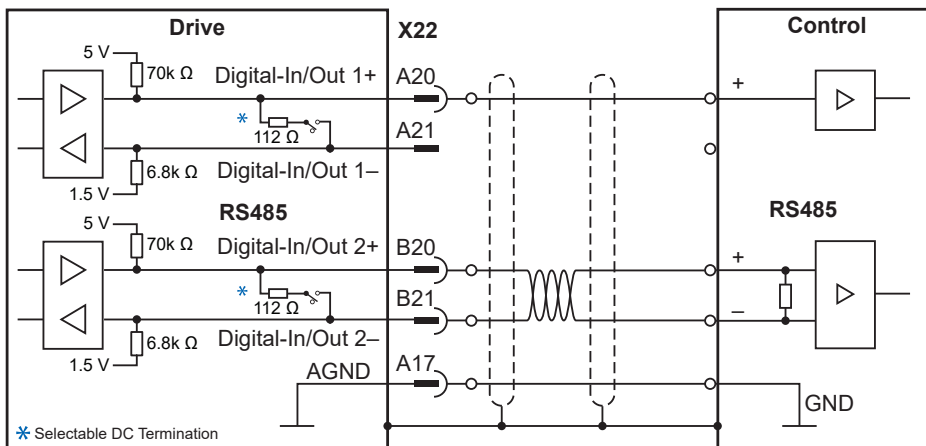 Drive
X22
Control
5 V
70k Ω
Digital-In/Out 1+
A20
+
*
112 Ω
A21
6.8k Ω
Digital-In/Out 1–
1.5 V
RS485
RS485
5 V
70k Ω
Digital-In/Out 2+
B20
+
*
112 Ω
B21
–
6.8k Ω
Digital-In/Out 2–
1.5 V
AGND
A17
GND
* Selectable DC Termination